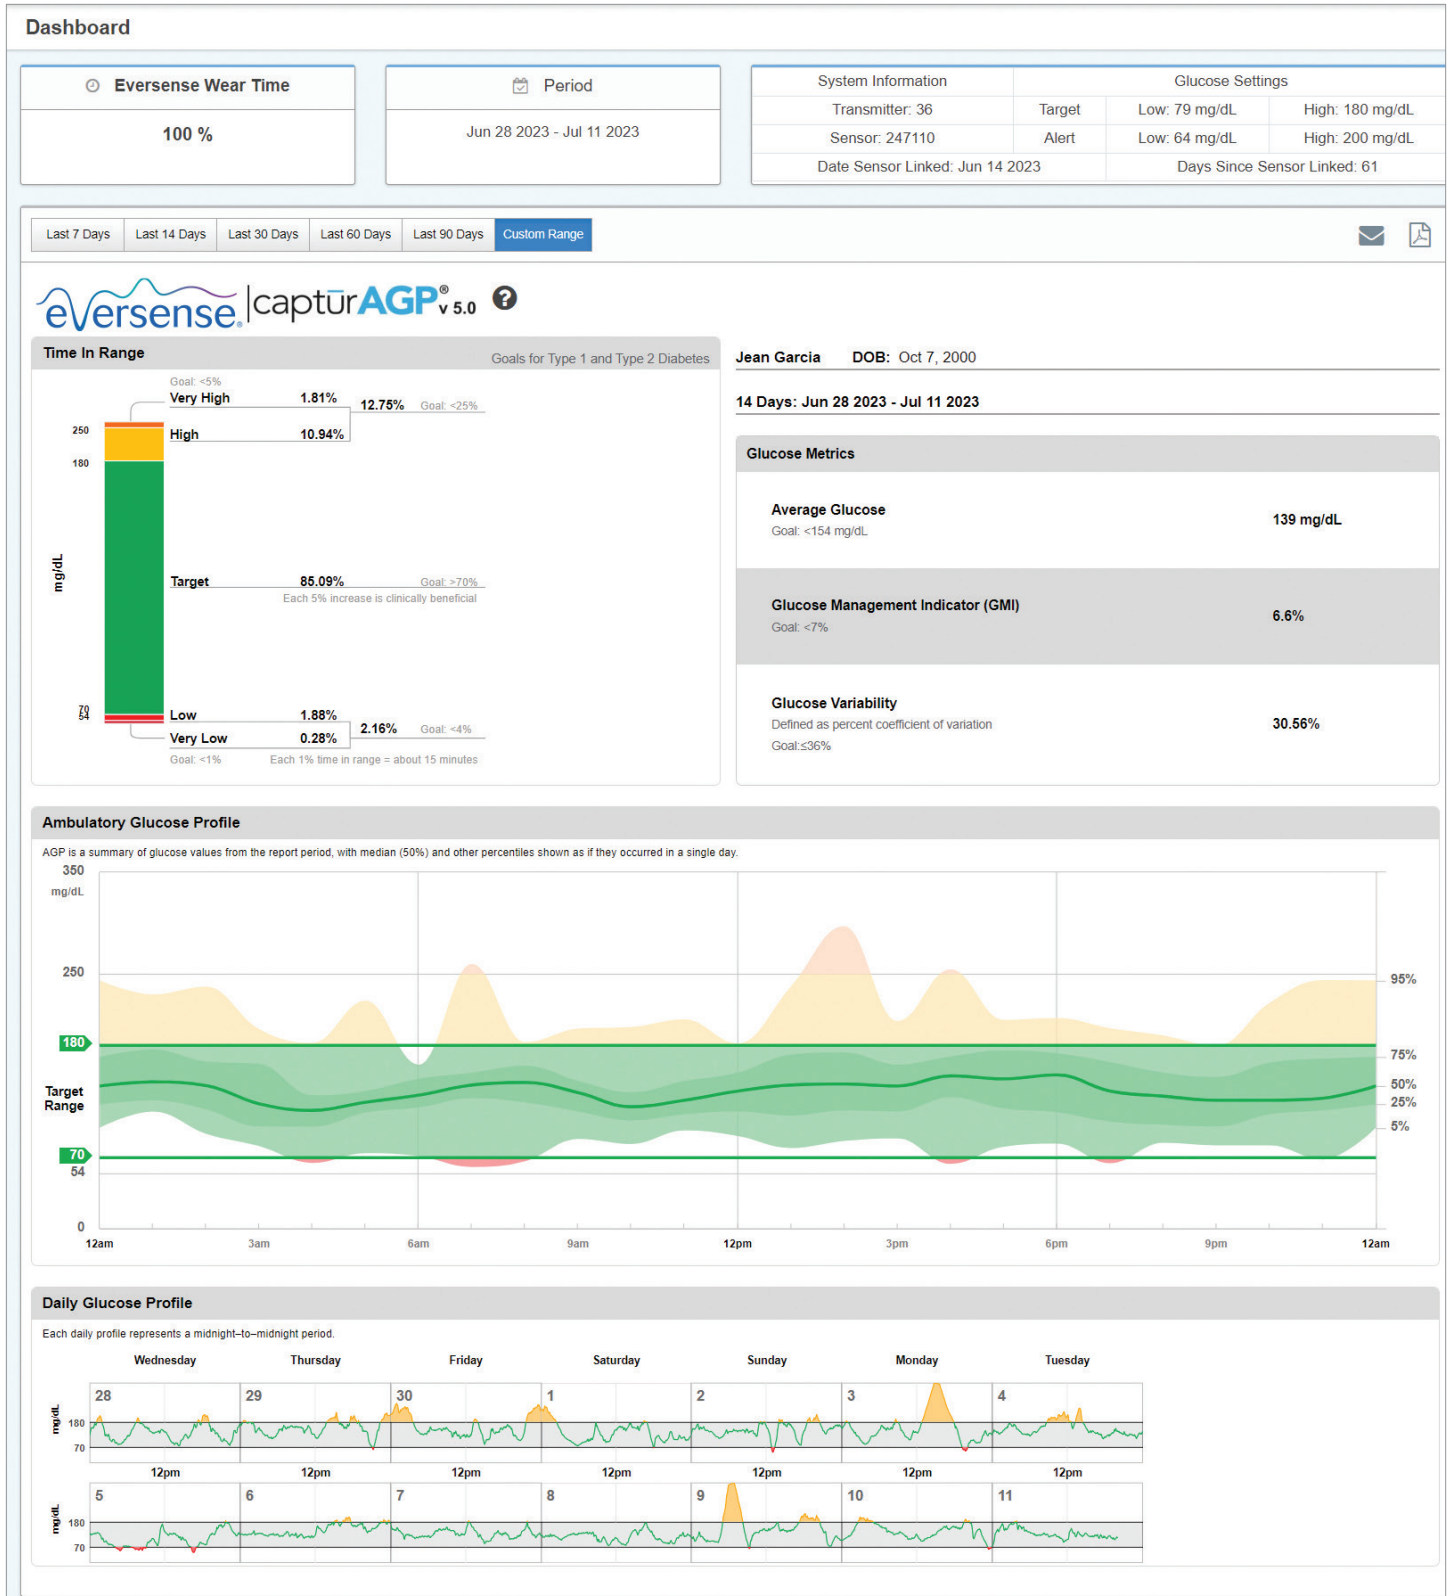 Dashboard
Eversense Wear Time
100 %
Period
Jun 28 2023 - Jul 11 2023
System Information Glucose Settings
Transmitter: 36 Target Low: 79 mg/dL High: 180 mg/dL
Sensor: 247110 Alert Low: 64 mg/dL High: 200 mg/dL
Date Sensor Linked: Jun 14 2023 Days Since Sensor Linked: 61
Last 7 Days Last 14 Days Last 30 Days Last 60 Days Last 90 Days Custom Range
eversense® | captūrAGP® v 5.0 ?
Time In Range Goals for Type 1 and Type 2 Diabetes
Goal: <5%
Very High 1.81%
12.75% Goal: <25%
High 10.94%
250
180
mg/dL
Target 85.09% Goal: >70%
Each 5% increase is clinically beneficial
70
54
Low 1.88%
2.16% Goal: <4%
Very Low 0.28%
Goal: <1% Each 1% time in range = about 15 minutes
Jean Garcia DOB: Oct 7, 2000
14 Days: Jun 28 2023 - Jul 11 2023
Glucose Metrics
Average Glucose
Goal: <154 mg/dL
139 mg/dL
Glucose Management Indicator (GMI)
Goal: <7%
6.6%
Glucose Variability
Defined as percent coefficient of variation
Goal:≤36%
30.56%
Ambulatory Glucose Profile
AGP is a summary of glucose values from the report period, with median (50%) and other percentiles shown as if they occurred in a single day.
350
mg/dL
250
180
Target
Range
70
54
0
95%
75%
50%
25%
5%
12am 3am 6am 9am 12pm 3pm 6pm 9pm 12am
Daily Glucose Profile
Each daily profile represents a midnight–to–midnight period.
Wednesday Thursday Friday Saturday Sunday Monday Tuesday
28 29 30 1 2 3 4
mg/dL
180
70
12pm 12pm 12pm 12pm 12pm 12pm 12pm
5 6 7 8 9 10 11
mg/dL
180
70